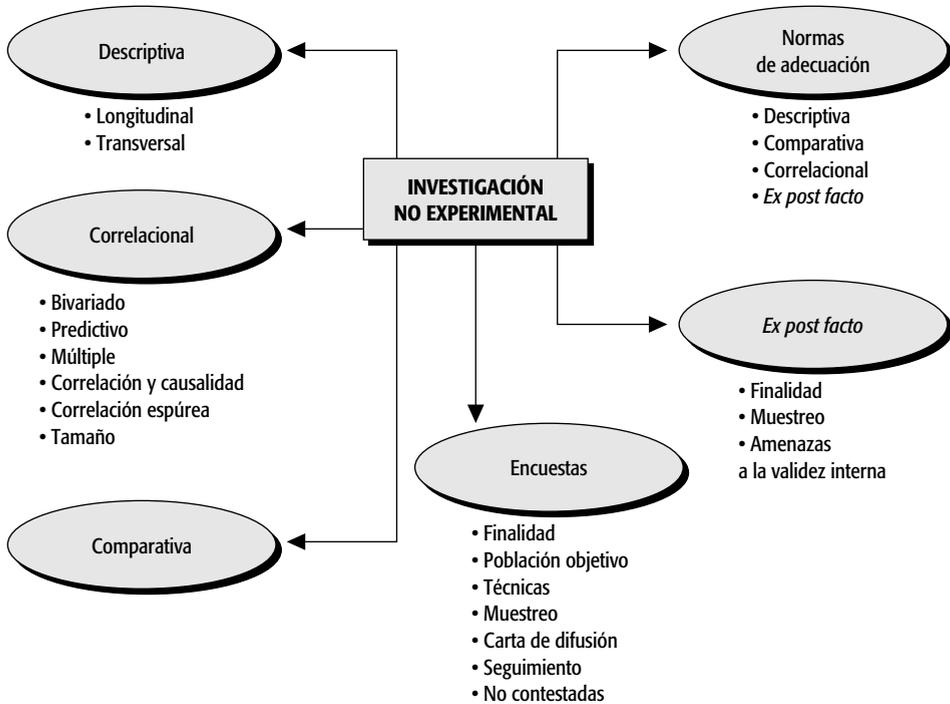 Descriptiva
• Longitudinal
• Transversal
Normas
de adecuación
• Descriptiva
• Comparativa
• Correlacional
• Ex post facto
INVESTIGACIÓN
NO EXPERIMENTAL
Correlacional
• Bivariado
• Predictivo
• Múltiple
• Correlación y causalidad
• Correlación espúrea
• Tamaño
Ex post facto
• Finalidad
• Muestreo
• Amenazas
a la validez interna
Comparativa
Encuestas
• Finalidad
• Población objetivo
• Técnicas
• Muestreo
• Carta de difusión
• Seguimiento
• No contestadas